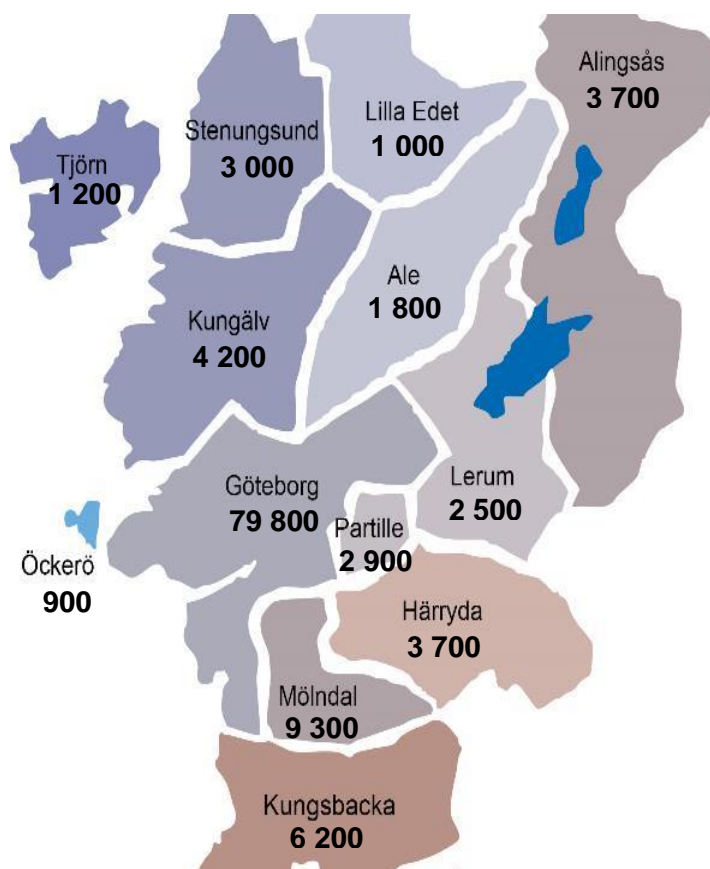 Alingsås
3 700
Lilla Edet
1 000
Stenungsund
3 000
Tjörn
1 200
Ale
1 800
Kungälv
4 200
Lerum
2 500
Göteborg
79 800
Partille
2 900
Öckerö
900
Härryda
3 700
Mölndal
9 300
Kungsbacka
6 200